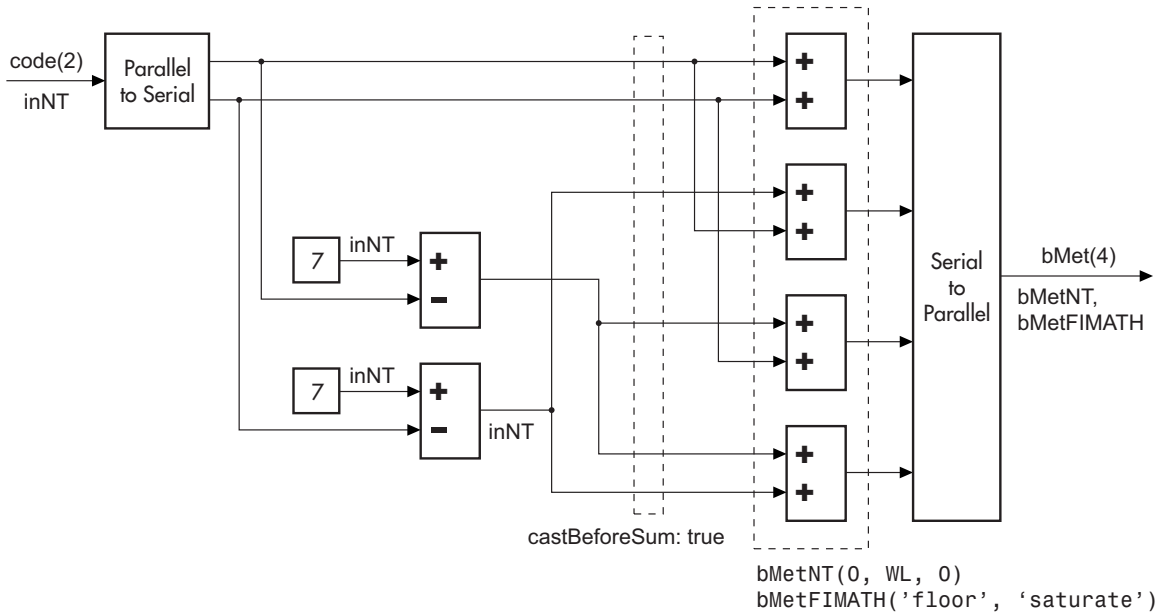 code(2)
inNT
Parallel
to Serial
+
+
+
+
7
inNT
+
−
+
+
7
inNT
+
−
inNT
+
+
Serial
to
Parallel
bMet(4)
bMetNT,
bMetFIMATH
castBeforeSum: true
bMetNT(0, WL, 0)
bMetFIMATH('floor', ‘saturate’)